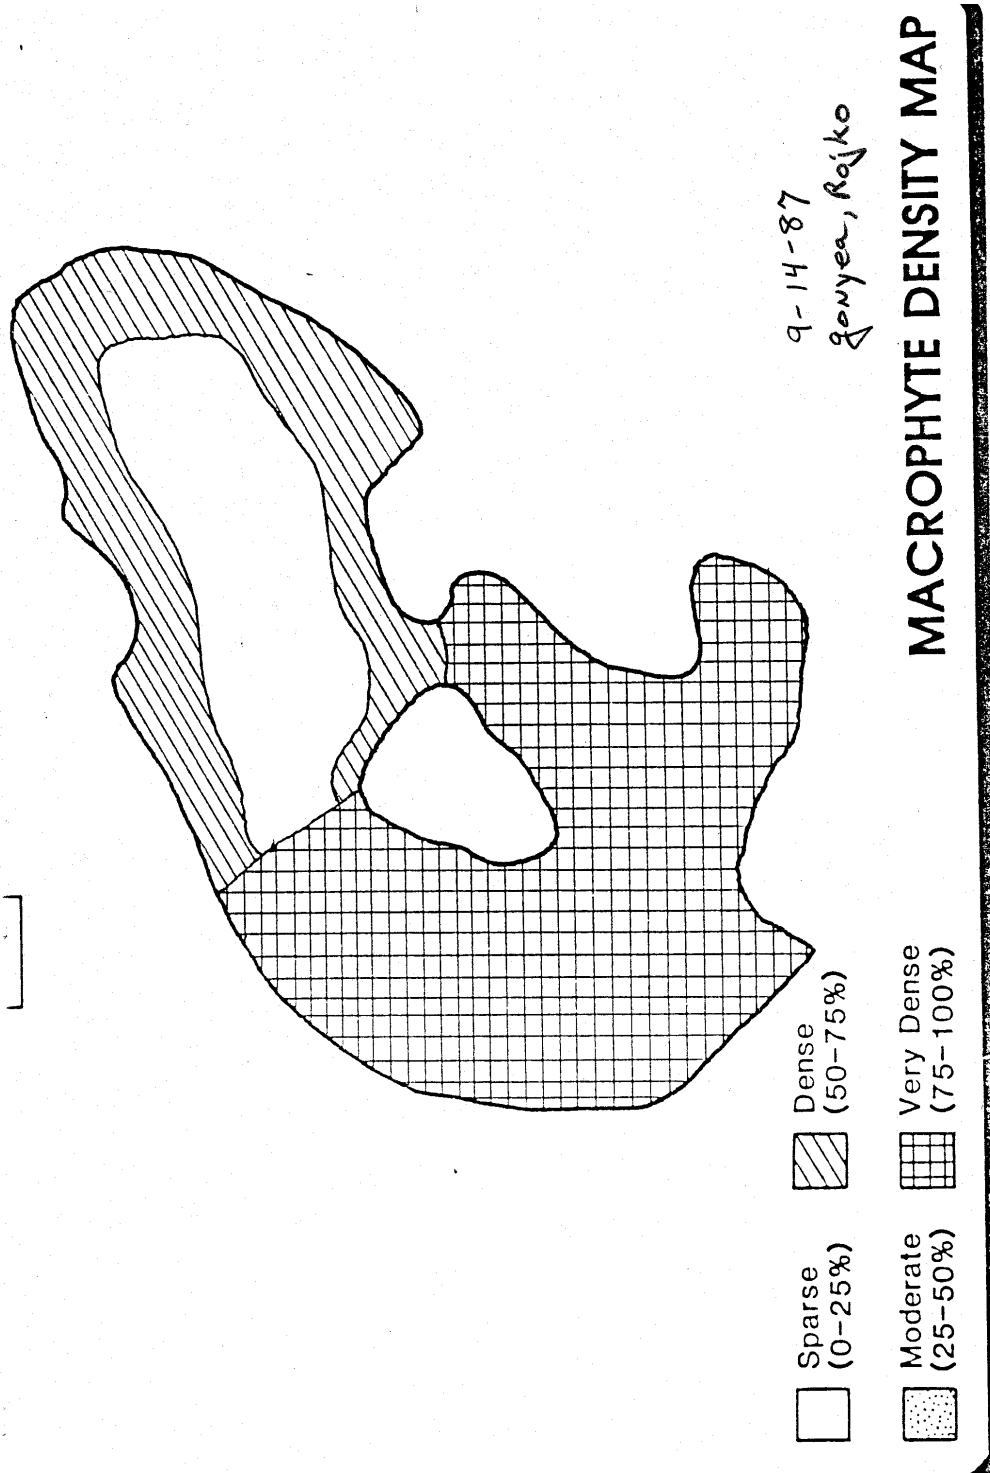 9-14-87
Gonyea, Rojko
MACROPHYTE DENSITY MAP
Sparse
(0-25%)
Dense
(50-75%)
Moderate
(25-50%)
Very Dense
(75-100%)